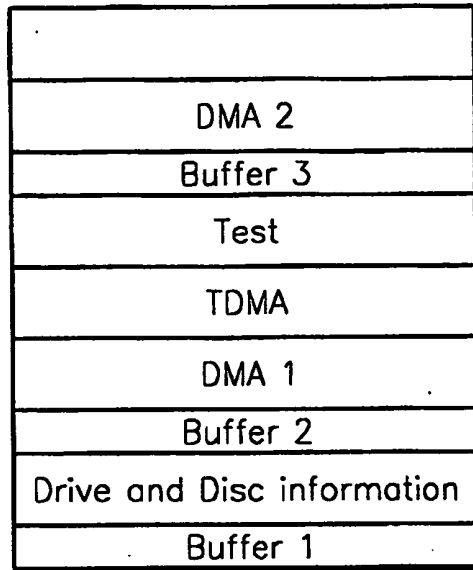 DMA 2
Buffer 3
Test
TDMA
DMA 1
Buffer 2
Drive and Disc information
Buffer 1